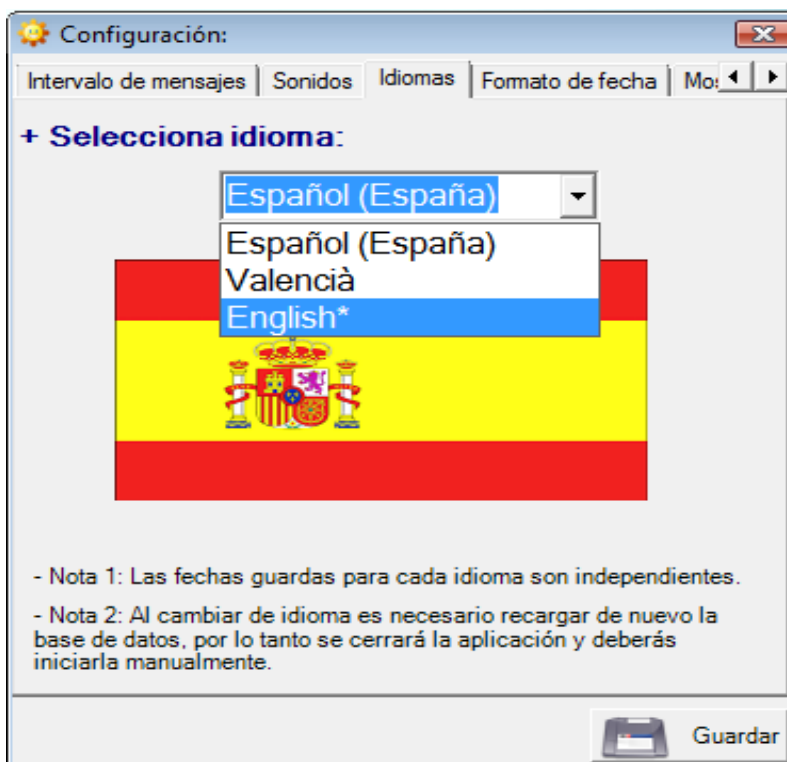 Configuración:
Intervalo de mensajes Sonidos Idiomas Formato de fecha Mos
+ Selecciona idioma:
Español (España)
Español (España)
Valencià
English*
- Nota 1: Las fechas guardas para cada idioma son independientes.
- Nota 2: Al cambiar de idioma es necesario recargar de nuevo la
base de datos, por lo tanto se cerrará la aplicación y deberás
iniciarla manualmente.
Guardar